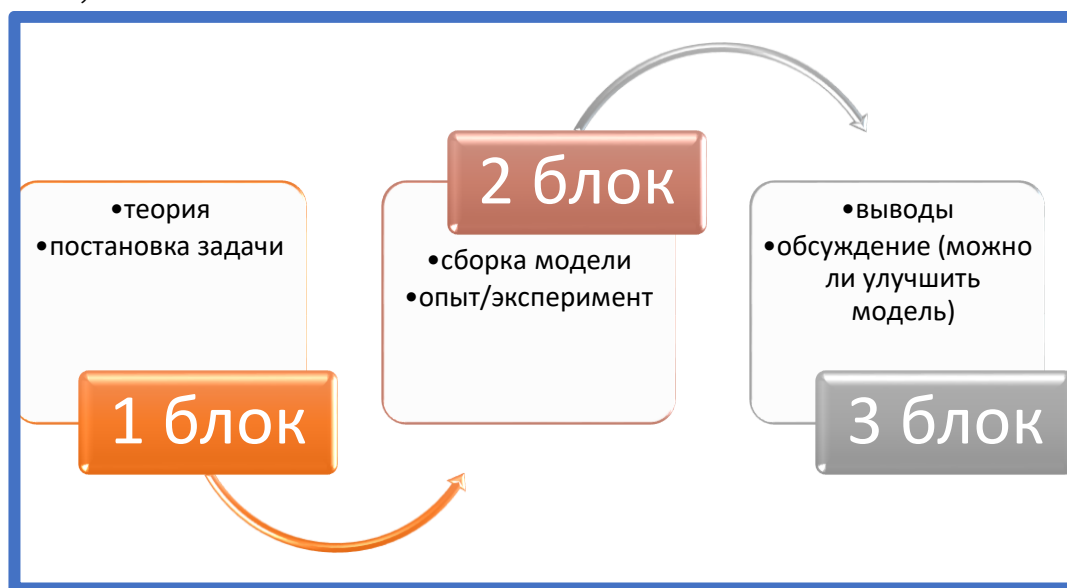 •теория
•постановка задачи
1 блок
2 блок
•сборка модели
•опыт/эксперимент
•выводы
•обсуждение (можно
ли улучшить
модель)
3 блок